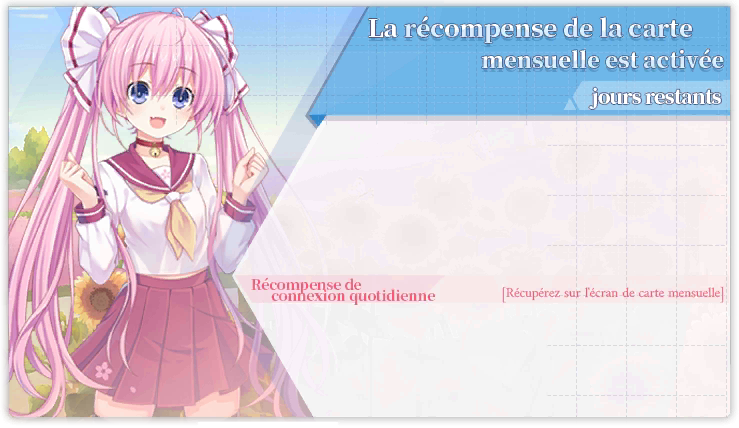 La récompense de la carte
mensuelle est activée
jours restants
Récompense de
connexion quotidienne
[Récupérez sur l'écran de carte mensuelle]